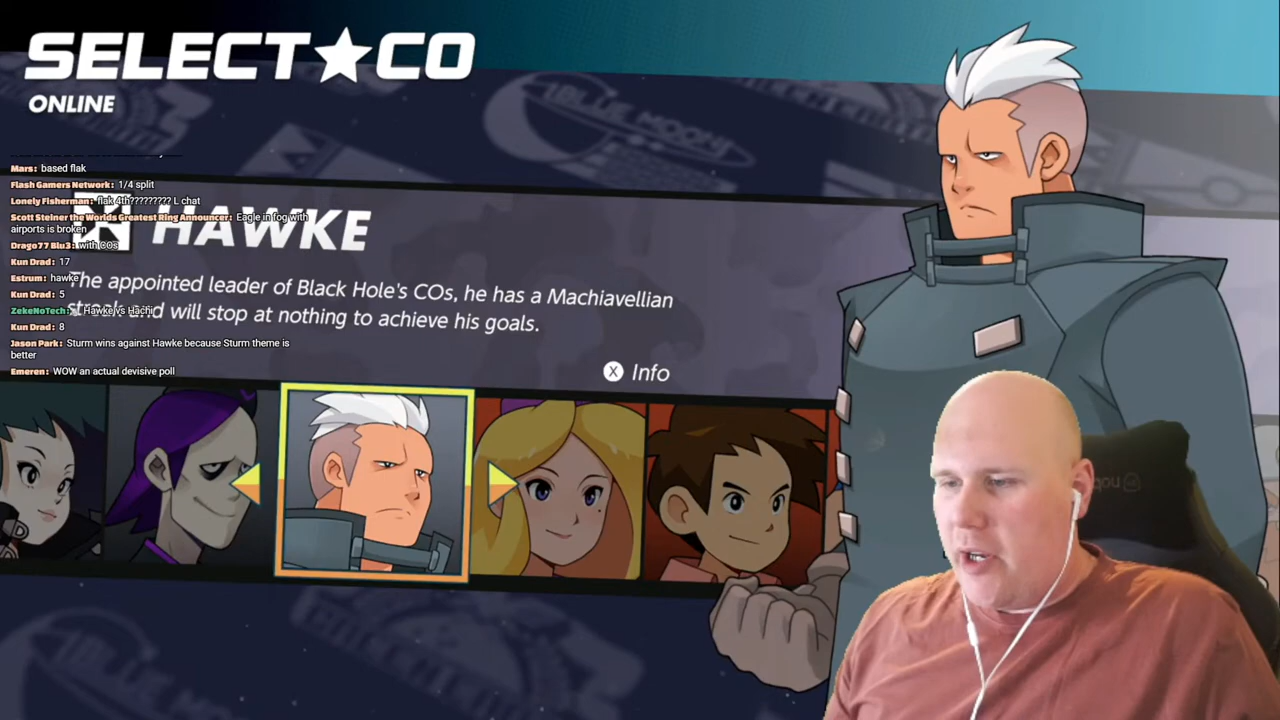 SELECT★CO
ONLINE
BLUE MOON
Mars: based flak
Flash Gamers Network: 1/4 split
Lonely Fisherman: flak 4th????????? L chat
Scott Steiner the Worlds Greatest Ring Announcer: Eagle in fog with
airports is broken
HAWKE
Drago77 Blu3: with COs
Kun Drad: 17
Estrum: hawke
The appointed leader of Black Hole's COs, he has a Machiavellian
Kun Drad: 5
ZekeNoTech: Hawke vs Hachi
and will stop at nothing to achieve his goals.
Kun Drad: 8
Jason Park: Sturm wins against Hawke because Sturm theme is
better
Emeren: WOW an actual devisive poll
X Info